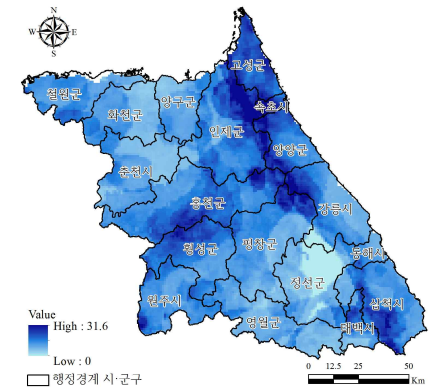 N
W E
S
고성군
철원군
양구군
속초시
화천군
인제군
양양군
춘천시
홍천군
강릉시
횡성군
평창군
동해시
정선군
원주시
삼척시
영월군
태백시
Value
High : 31.6
Low : 0
행정경계 시·군구
0 12.5 25 50
Km